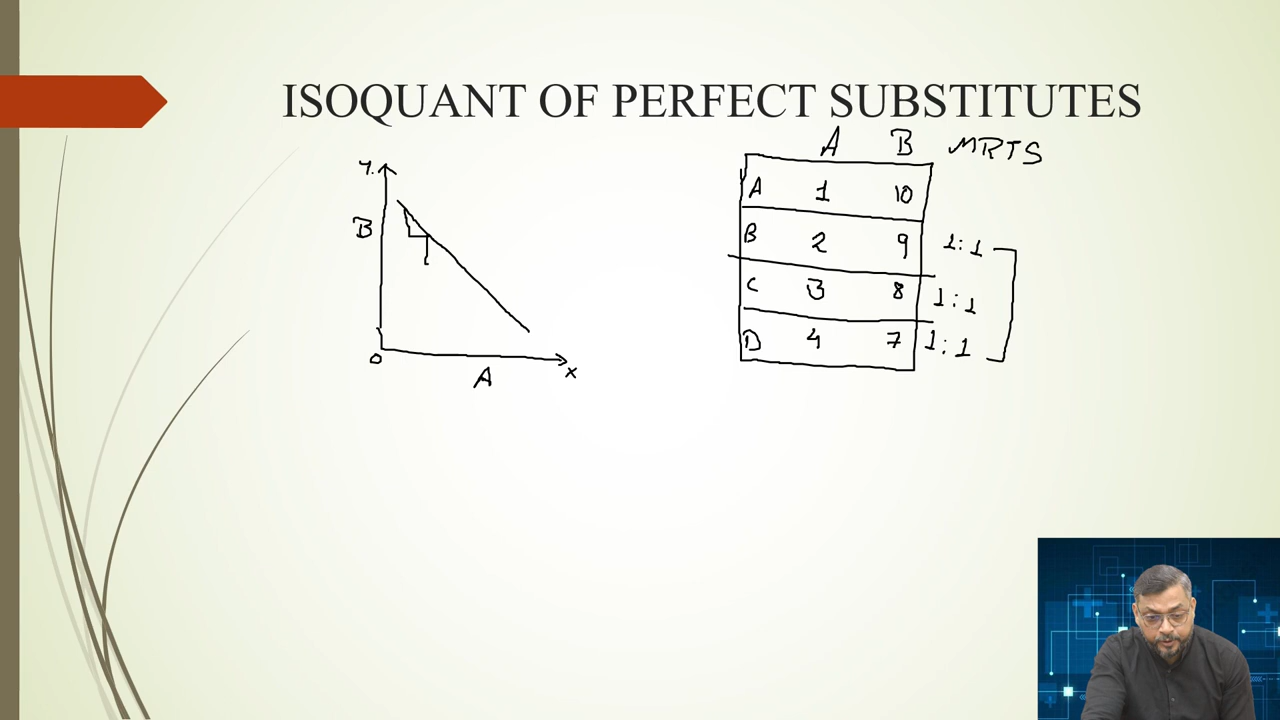 ISOQUANT OF PERFECT SUBSTITUTES
A B MRTS
A 1 10
B 2 9 1:1
C 3 8 1:1
D 4 7 1:1
Y
B
O
A
X